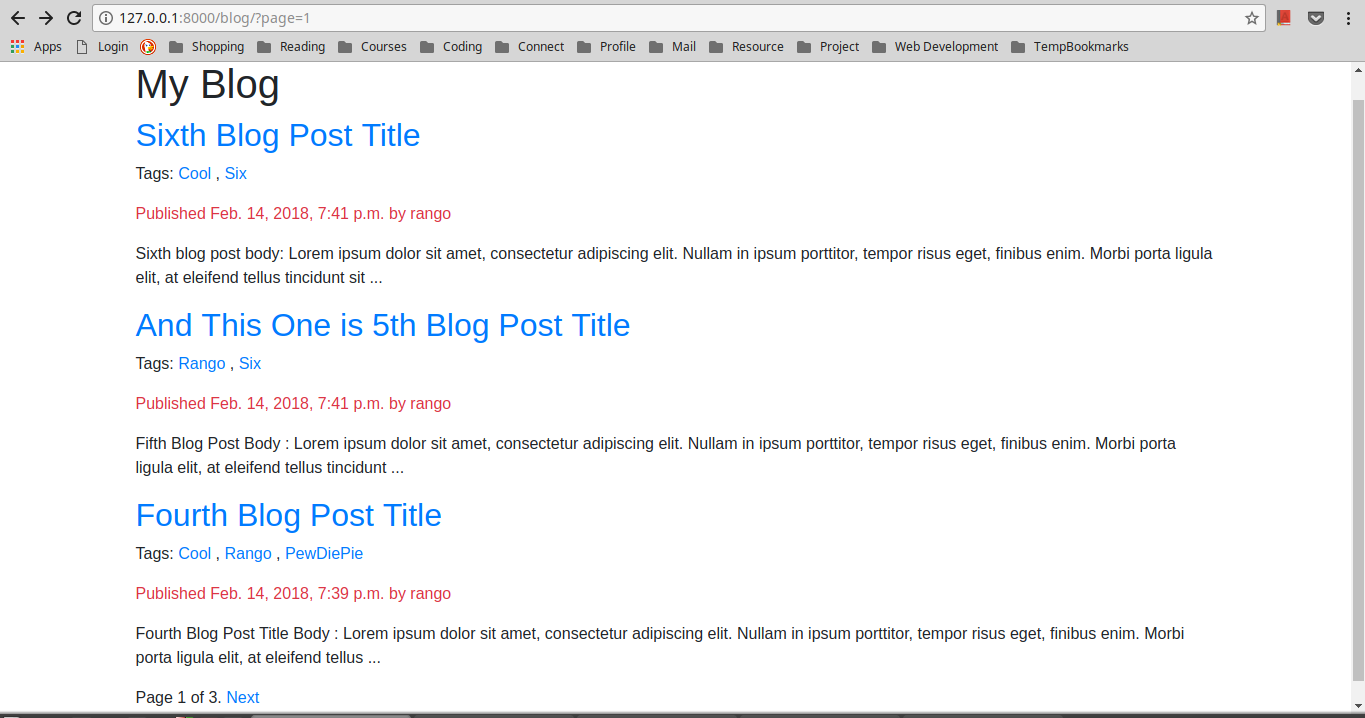 127.0.0.1:8000/blog/?page=1
Apps Login Shopping Reading Courses Coding Connect Profile Mail Resource Project Web Development TempBookmarks
My Blog
Sixth Blog Post Title
Tags: Cool , Six
Published Feb. 14, 2018, 7:41 p.m. by rango
Sixth blog post body: Lorem ipsum dolor sit amet, consectetur adipiscing elit. Nullam in ipsum porttitor, tempor risus eget, finibus enim. Morbi porta ligula
elit, at eleifend tellus tincidunt sit ...
And This One is 5th Blog Post Title
Tags: Rango , Six
Published Feb. 14, 2018, 7:41 p.m. by rango
Fifth Blog Post Body : Lorem ipsum dolor sit amet, consectetur adipiscing elit. Nullam in ipsum porttitor, tempor risus eget, finibus enim. Morbi porta
ligula elit, at eleifend tellus tincidunt ...
Fourth Blog Post Title
Tags: Cool , Rango , PewDiePie
Published Feb. 14, 2018, 7:39 p.m. by rango
Fourth Blog Post Title Body : Lorem ipsum dolor sit amet, consectetur adipiscing elit. Nullam in ipsum porttitor, tempor risus eget, finibus enim. Morbi
porta ligula elit, at eleifend tellus ...
Page 1 of 3. Next